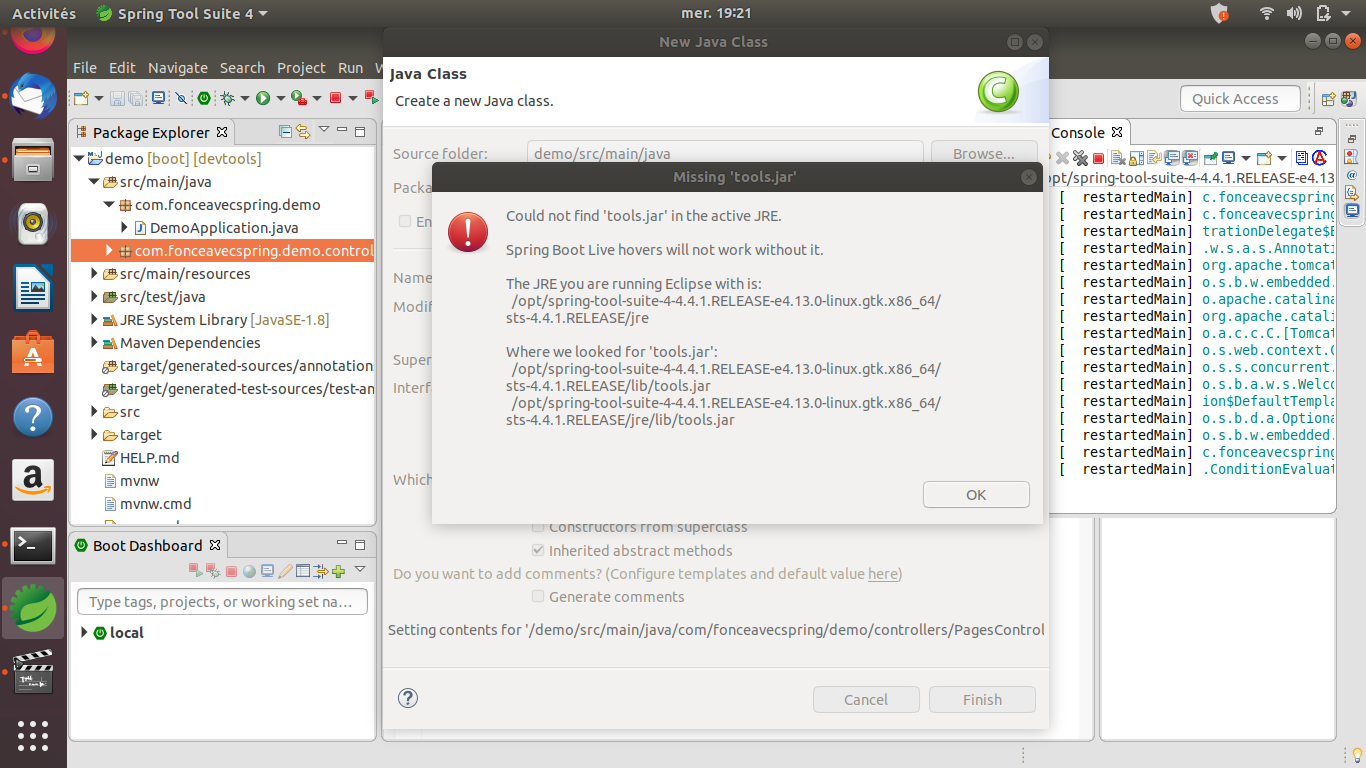 Activités
Spring Tool Suite 4
mer. 19:21
New Java Class
File Edit Navigate Search Project Run
Java Class
Create a new Java class.
Quick Access
Package Explorer
demo [boot] [devtools]
src/main/java
com.fonceavecspring.demo
DemoApplication.java
com.fonceavecspring.demo.control
src/main/resources
src/test/java
JRE System Library [JavaSE-1.8]
Maven Dependencies
target/generated-sources/annotation
target/generated-test-sources/test-an
src
target
HELP.md
mvnw
mvnw.cmd
Boot Dashboard
Type tags, projects, or working set na...
local
Source folder:
demo/src/main/java
Browse...
Packa
En
Name
Modif
Super
Interfa
Which
Missing 'tools.jar'
Could not find 'tools.jar' in the active JRE.
Spring Boot Live hovers will not work without it.
The JRE you are running Eclipse with is:
/opt/spring-tool-suite-4-4.4.1.RELEASE-e4.13.0-linux.gtk.x86_64/
sts-4.4.1.RELEASE/jre
Where we looked for 'tools.jar':
/opt/spring-tool-suite-4-4.4.1.RELEASE-e4.13.0-linux.gtk.x86_64/
sts-4.4.1.RELEASE/lib/tools.jar
/opt/spring-tool-suite-4-4.4.1.RELEASE-e4.13.0-linux.gtk.x86_64/
sts-4.4.1.RELEASE/jre/lib/tools.jar
OK
Constructors from superclass
Inherited abstract methods
Do you want to add comments? (Configure templates and default value here)
Generate comments
Setting contents for '/demo/src/main/java/com/fonceavecspring/demo/controllers/PagesControl
Cancel
Finish
Console
opt/spring-tool-suite-4-4.4.1.RELEASE-e4.13
[ restartedMain] c.fonceavecspring
[ restartedMain] c.fonceavecspring
[ restartedMain] trationDelegate$B
[ restartedMain] .w.s.a.s.Annotati
[ restartedMain] org.apache.tomcat
[ restartedMain] o.s.b.w.embedded.
[ restartedMain] o.apache.catalina
[ restartedMain] org.apache.catali
[ restartedMain] o.a.c.c.C.[Tomcat
[ restartedMain] o.s.web.context.C
[ restartedMain] o.s.s.concurrent.
[ restartedMain] o.s.b.a.w.s.Welco
[ restartedMain] ion$DefaultTempla
[ restartedMain] o.s.b.d.a.Optiona
[ restartedMain] o.s.b.w.embedded.
[ restartedMain] c.fonceavecspring
[ restartedMain] .ConditionEvaluat